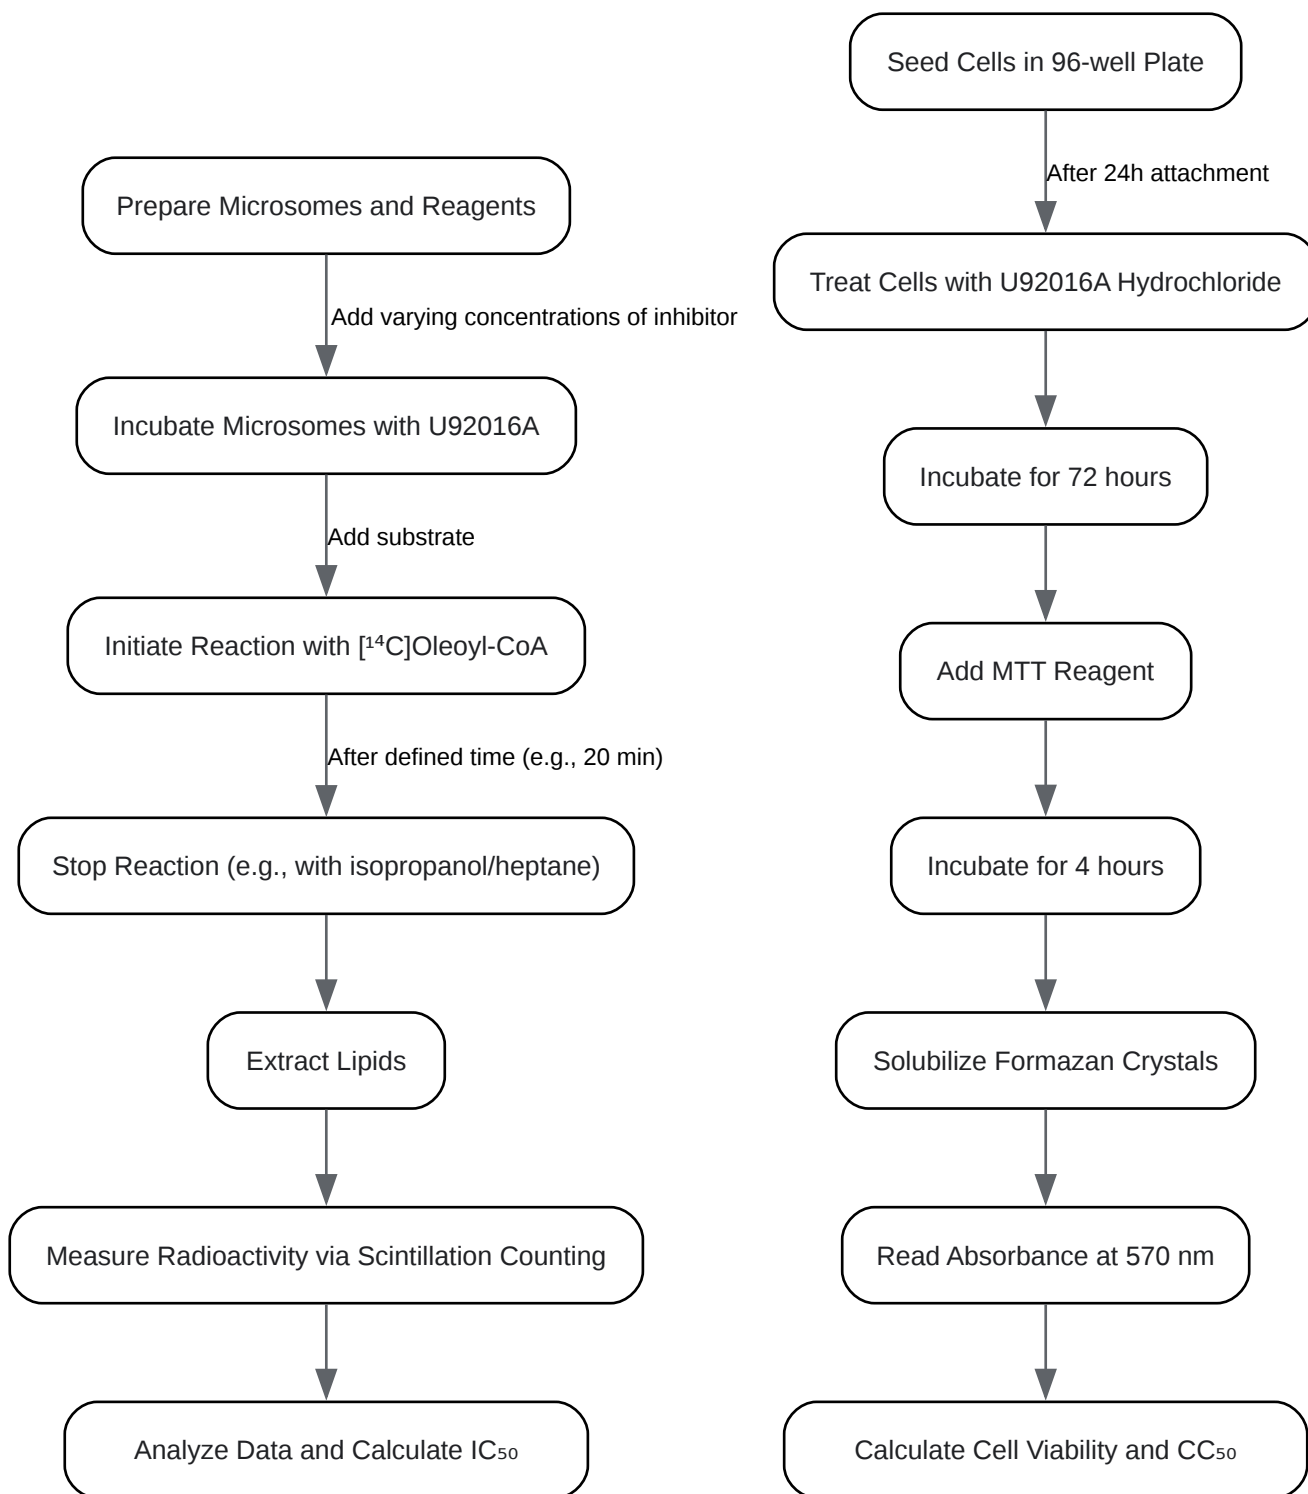 Prepare Microsomes and Reagents
Add varying concentrations of inhibitor
Incubate Microsomes with U92016A
Add substrate
Initiate Reaction with [¹⁴C]Oleoyl-CoA
After defined time (e.g., 20 min)
Stop Reaction (e.g., with isopropanol/heptane)
Extract Lipids
Measure Radioactivity via Scintillation Counting
Analyze Data and Calculate IC₅₀
Seed Cells in 96-well Plate
After 24h attachment
Treat Cells with U92016A Hydrochloride
Incubate for 72 hours
Add MTT Reagent
Incubate for 4 hours
Solubilize Formazan Crystals
Read Absorbance at 570 nm
Calculate Cell Viability and CC₅₀